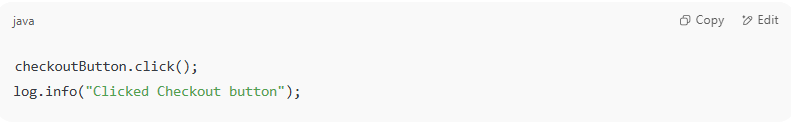 java
Copy
Edit
checkoutButton.click();
log.info("Clicked Checkout button");